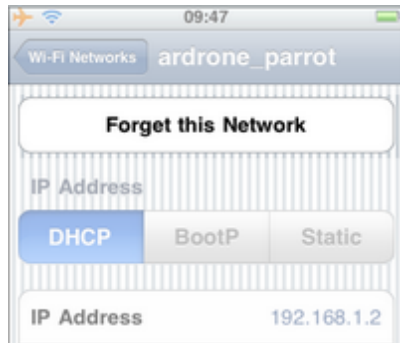 09:47
Wi-Fi Networks ardrone_parrot
Forget this Network
IP Address
DHCP BootP Static
IP Address 192.168.1.2